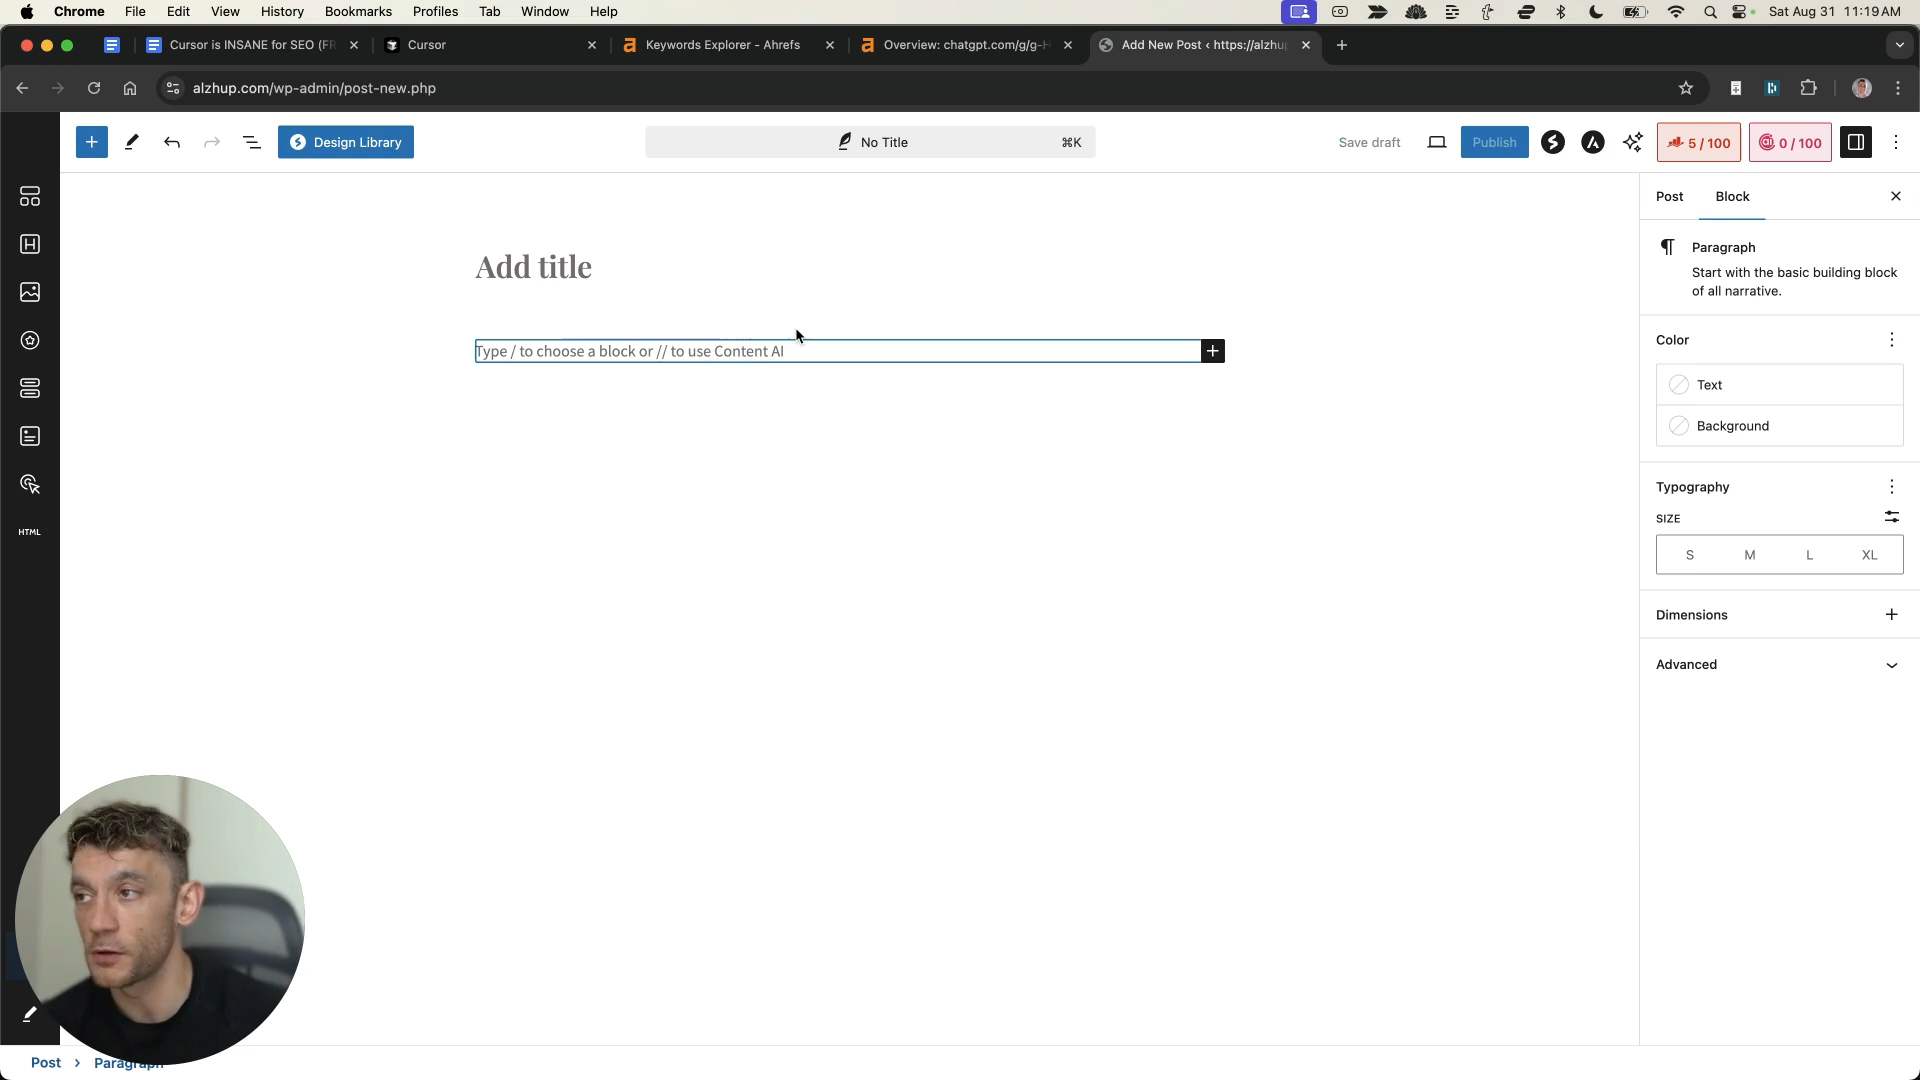 Chrome File Edit View History Bookmarks Profiles Tab Window Help Sat Aug 31 11:19 AM
Cursor is INSANE for SEO (FR Cursor Keywords Explorer - Ahrefs Overview: chatgpt.com/g/g-H Add New Post ‹ https://alzhup
alzhup.com/wp-admin/post-new.php
Design Library No Title ⌘K Save draft Publish 5 / 100 0 / 100
Post Block
Add title
Paragraph
Start with the basic building block
of all narrative.
Type / to choose a block or // to use Content AI
Color
Text
Background
Typography
SIZE
S M L XL
HTML
Dimensions
Advanced
Post › Paragraph